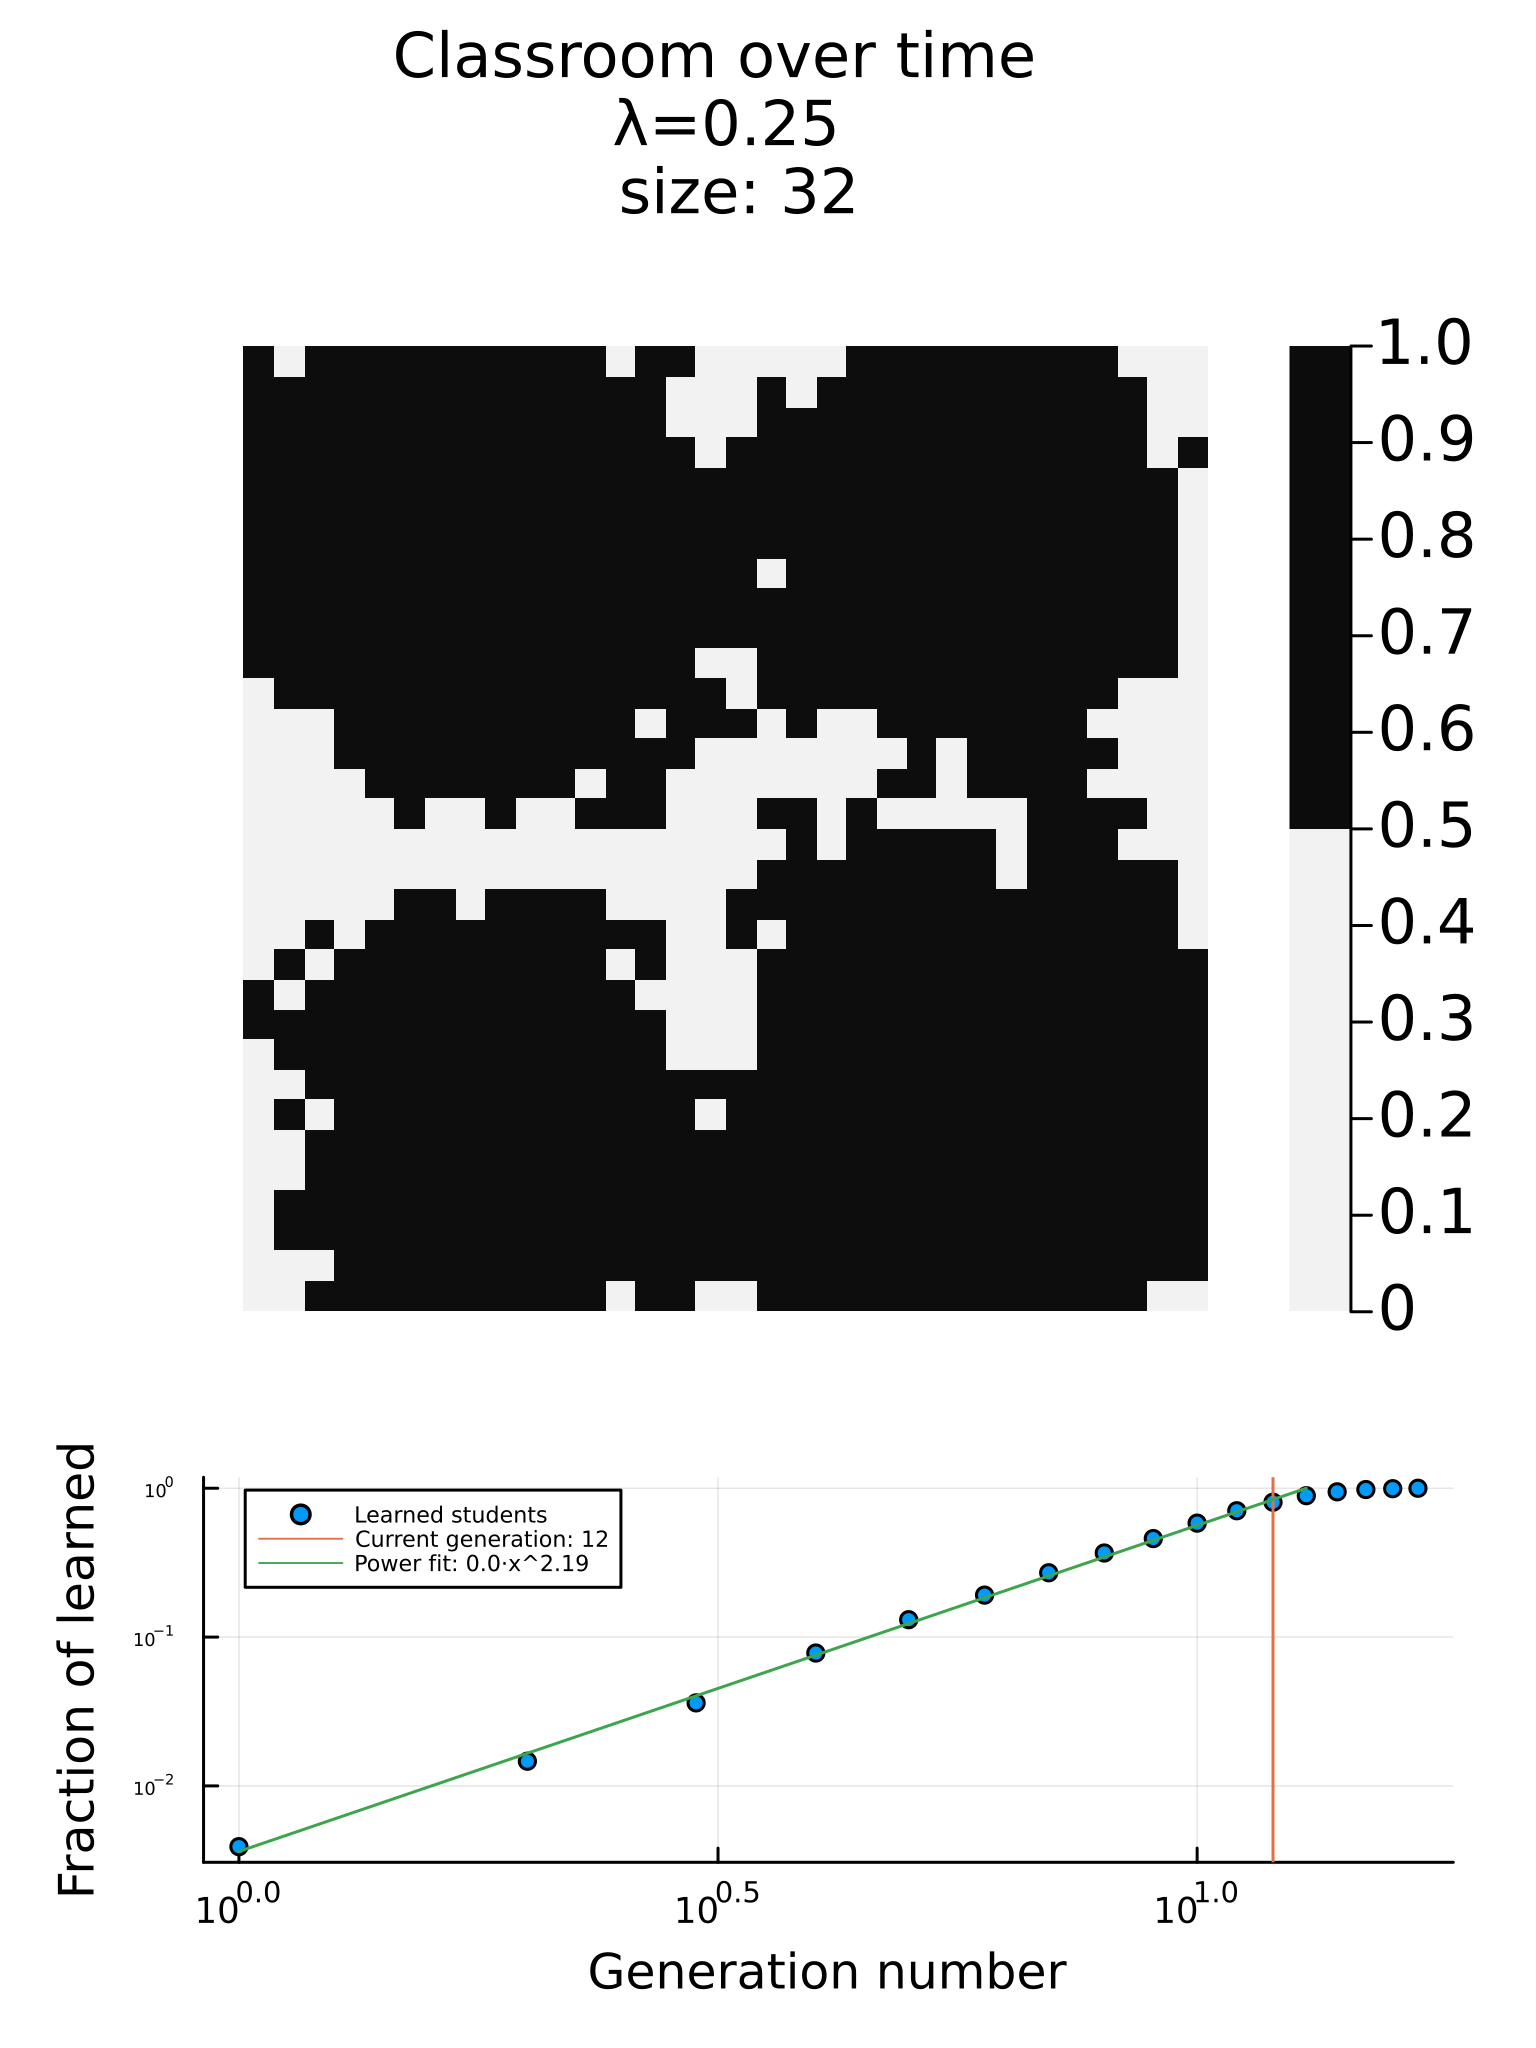 Classroom over time
λ=0.25
size: 32
1.0
0.9
0.8
0.7
0.6
0.5
0.4
0.3
0.2
0.1
0
Fraction of learned
10^0
10^-1
10^-2
Learned students
Current generation: 12
Power fit: 0.0·x^2.19
10^0.0
10^0.5
10^1.0
Generation number